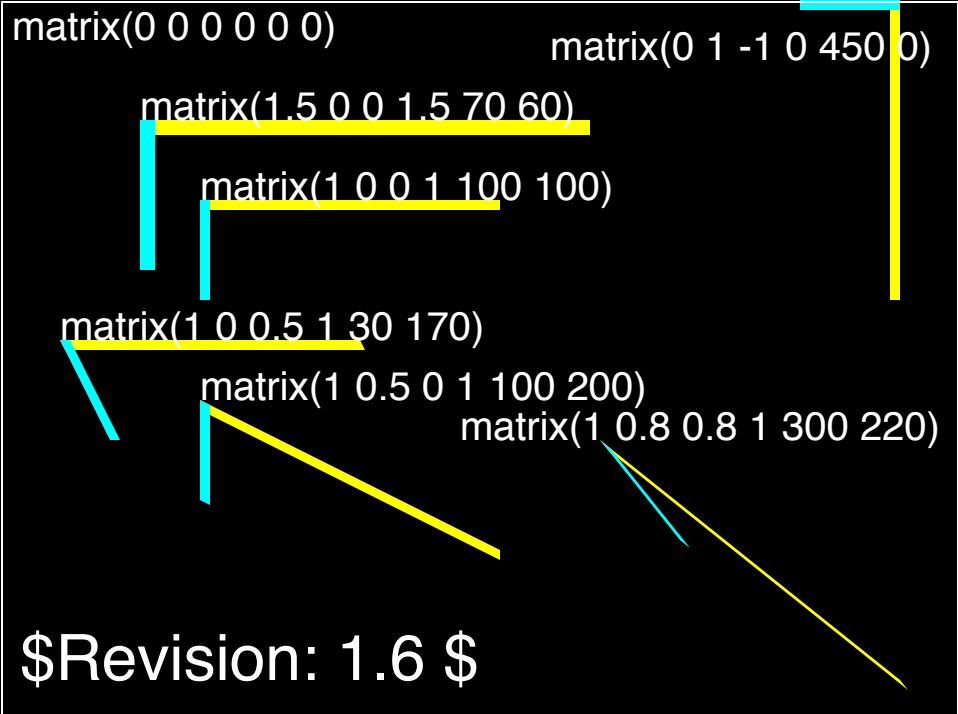 matrix(0 0 0 0 0 0)
matrix(0 1 -1 0 450 0)
matrix(1.5 0 0 1.5 70 60)
matrix(1 0 0 1 100 100)
matrix(1 0 0.5 1 30 170)
matrix(1 0.5 0 1 100 200)
matrix(1 0.8 0.8 1 300 220)
$Revision: 1.6 $